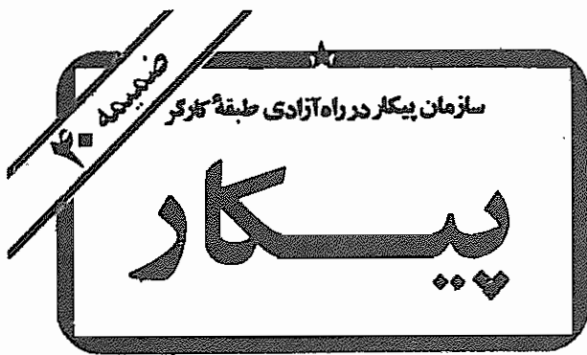 ضمیمه ۴۰
سازمان پیکار در راه آزادی طبقهٔ کارگر
پیکار